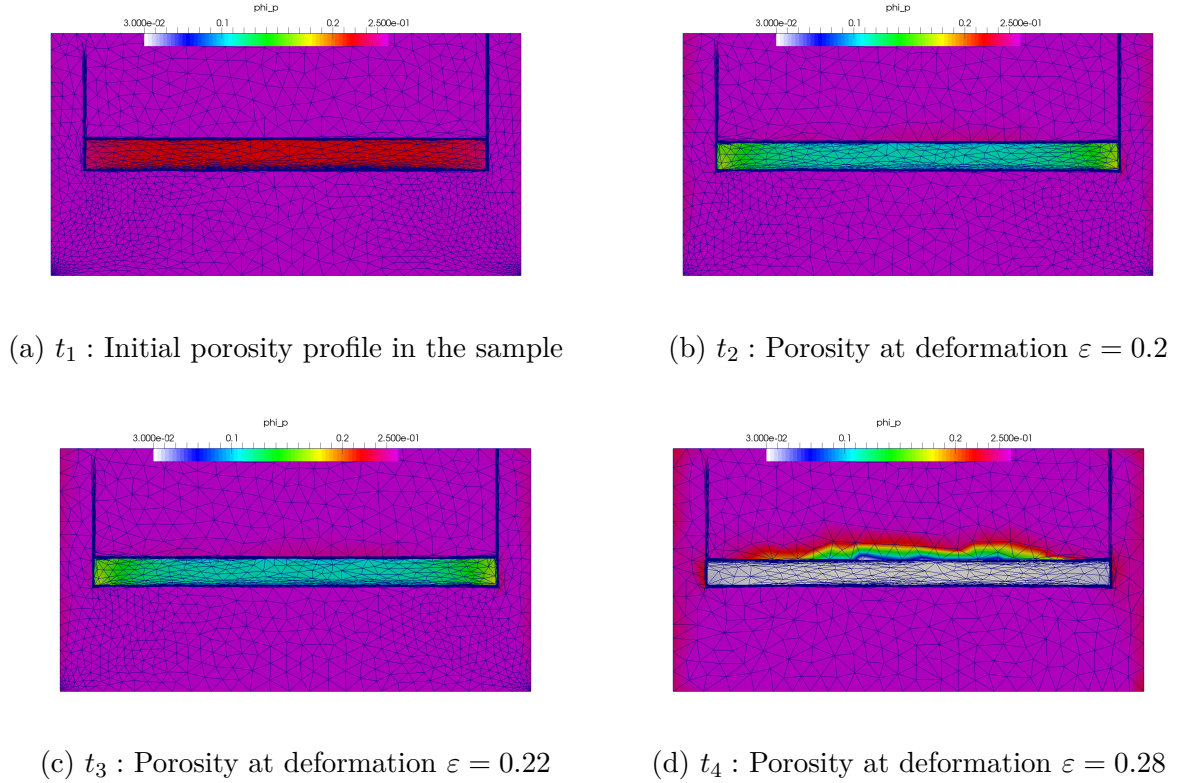 phi_p
3.000e-02 0.1 0.2 2.500e-01
phi_p
3.000e-02 0.1 0.2 2.500e-01
(a) t₁ : Initial porosity profile in the sample
(b) t₂ : Porosity at deformation ε = 0.2
phi_p
3.000e-02 0.1 0.2 2.500e-01
phi_p
3.000e-02 0.1 0.2 2.500e-01
(c) t₃ : Porosity at deformation ε = 0.22
(d) t₄ : Porosity at deformation ε = 0.28